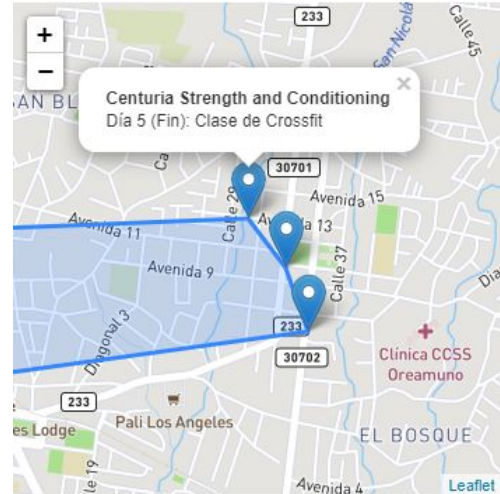 +
−
233
Calle 45
San Nicolá
×
Centuria Strength and Conditioning
Día 5 (Fin): Clase de Crossfit
AN BL
Ca
30701
Calle 29
Avenida 15
Avenida 11
Avenida 13
Avenida 9
Calle 37
Dia
Diagonal 3
233
30702
Clínica CCSS
Oreamuno
233
Pali Los Angeles
es Lodge
EL BOSQUE
Calle 19
Avenida 4
Leaflet